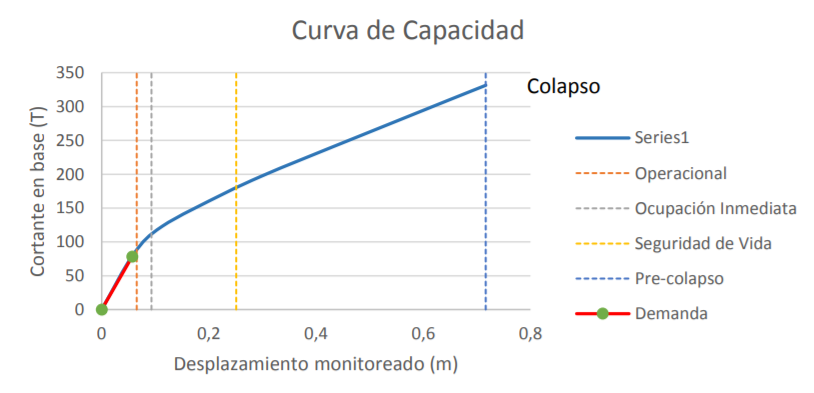 Curva de Capacidad
Cortante en base (T)
350
300
250
200
150
100
50
0
0
0,2
0,4
0,6
0,8
Desplazamiento monitoreado (m)
Colapso
Series1
Operacional
Ocupación Inmediata
Seguridad de Vida
Pre-colapso
Demanda